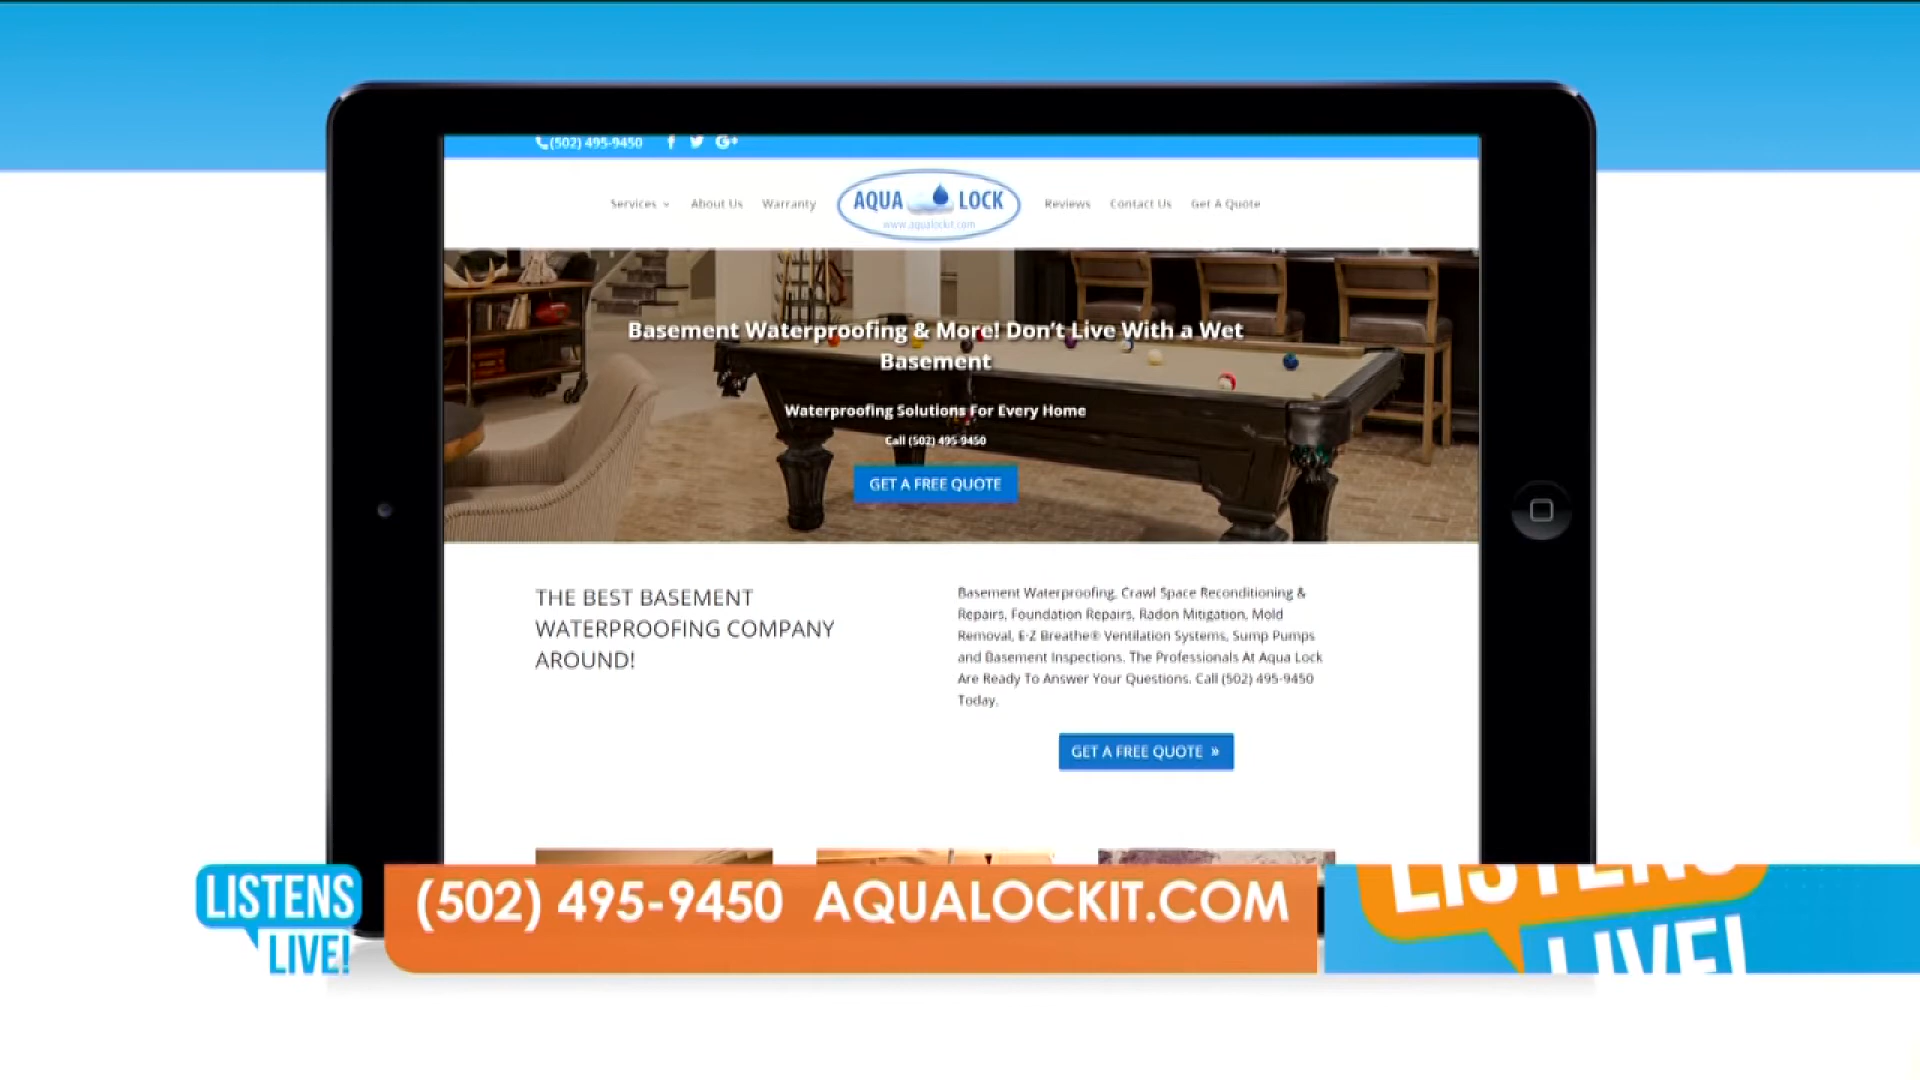 (502) 495-9450
Services About Us Warranty AQUA LOCK Reviews Contact Us Get A Quote
www.aqualockit.com
Basement Waterproofing & More! Don't Live With a Wet
Basement
Waterproofing Solutions For Every Home
Call (502) 495-9450
GET A FREE QUOTE
THE BEST BASEMENT
WATERPROOFING COMPANY
AROUND!
Basement Waterproofing, Crawl Space Reconditioning &
Repairs, Foundation Repairs, Radon Mitigation, Mold
Removal, E-Z Breathe® Ventilation Systems, Sump Pumps
and Basement Inspections. The Professionals At Aqua Lock
Are Ready To Answer Your Questions. Call (502) 495-9450
Today.
GET A FREE QUOTE »
LISTENS
LIVE!
(502) 495-9450 AQUALOCKIT.COM
LISTENS
LIVE!